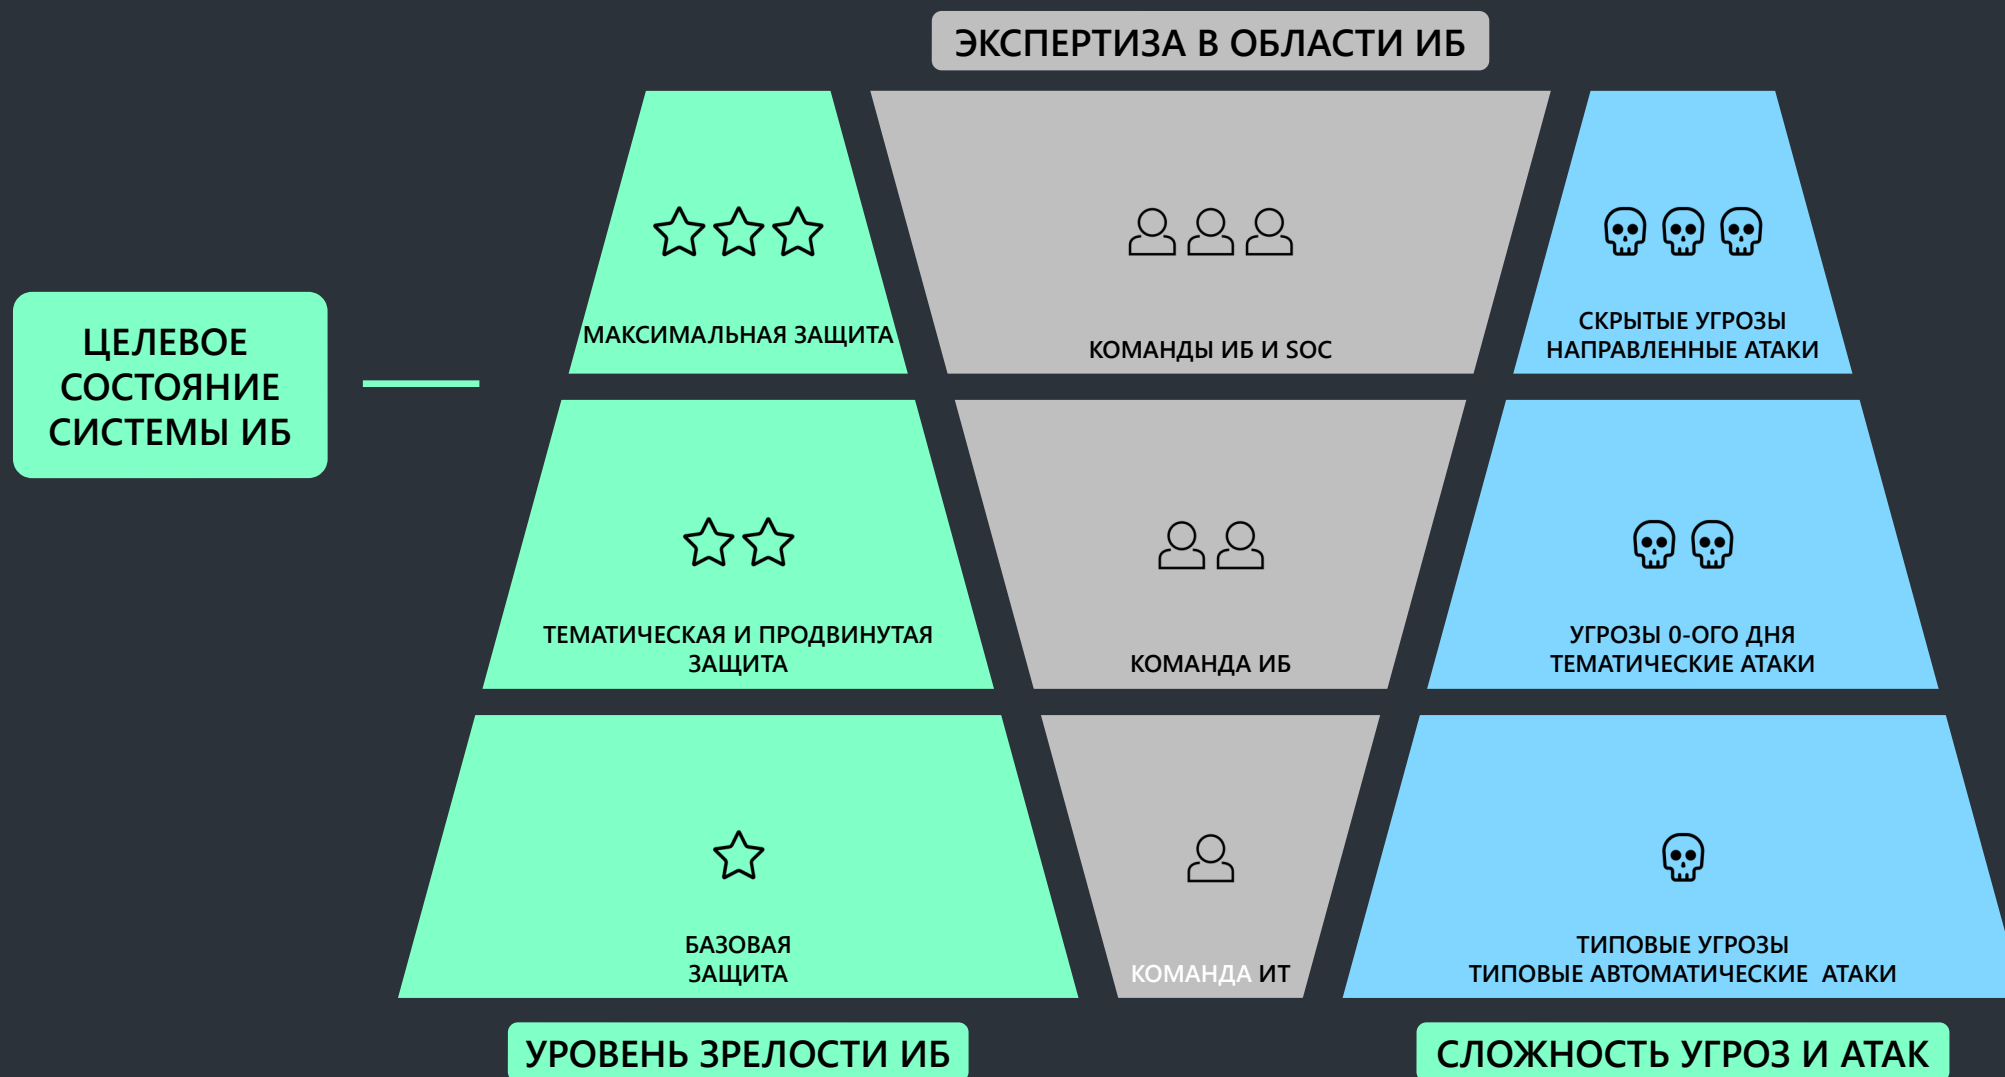 ЭКСПЕРТИЗА В ОБЛАСТИ ИБ
ЦЕЛЕВОЕ
СОСТОЯНИЕ
СИСТЕМЫ ИБ
МАКСИМАЛЬНАЯ ЗАЩИТА
КОМАНДЫ ИБ И SOC
СКРЫТЫЕ УГРОЗЫ
НАПРАВЛЕННЫЕ АТАКИ
ТЕМАТИЧЕСКАЯ И ПРОДВИНУТАЯ
ЗАЩИТА
КОМАНДА ИБ
УГРОЗЫ 0-ОГО ДНЯ
ТЕМАТИЧЕСКИЕ АТАКИ
БАЗОВАЯ
ЗАЩИТА
КОМАНДА ИТ
ТИПОВЫЕ УГРОЗЫ
ТИПОВЫЕ АВТОМАТИЧЕСКИЕ  АТАКИ
УРОВЕНЬ ЗРЕЛОСТИ ИБ
СЛОЖНОСТЬ УГРОЗ И АТАК